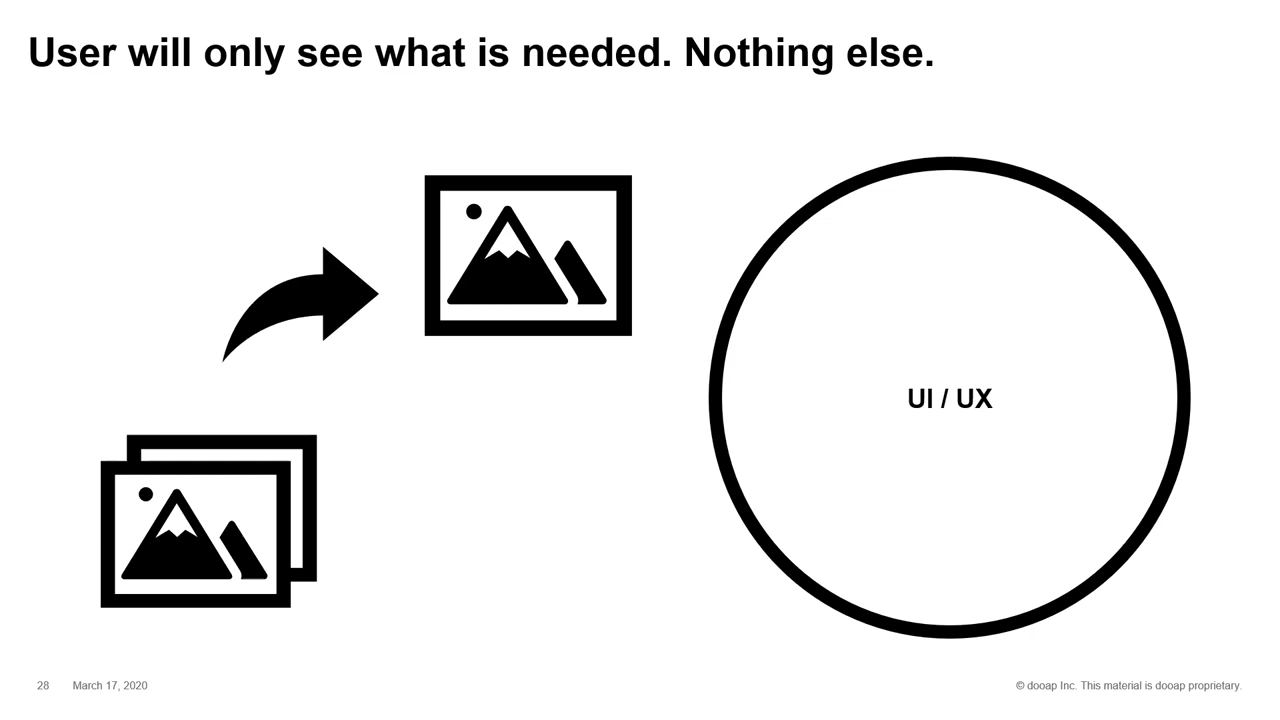 User will only see what is needed. Nothing else.
UI / UX
28 March 17, 2020
© dooap Inc. This material is dooap proprietary.